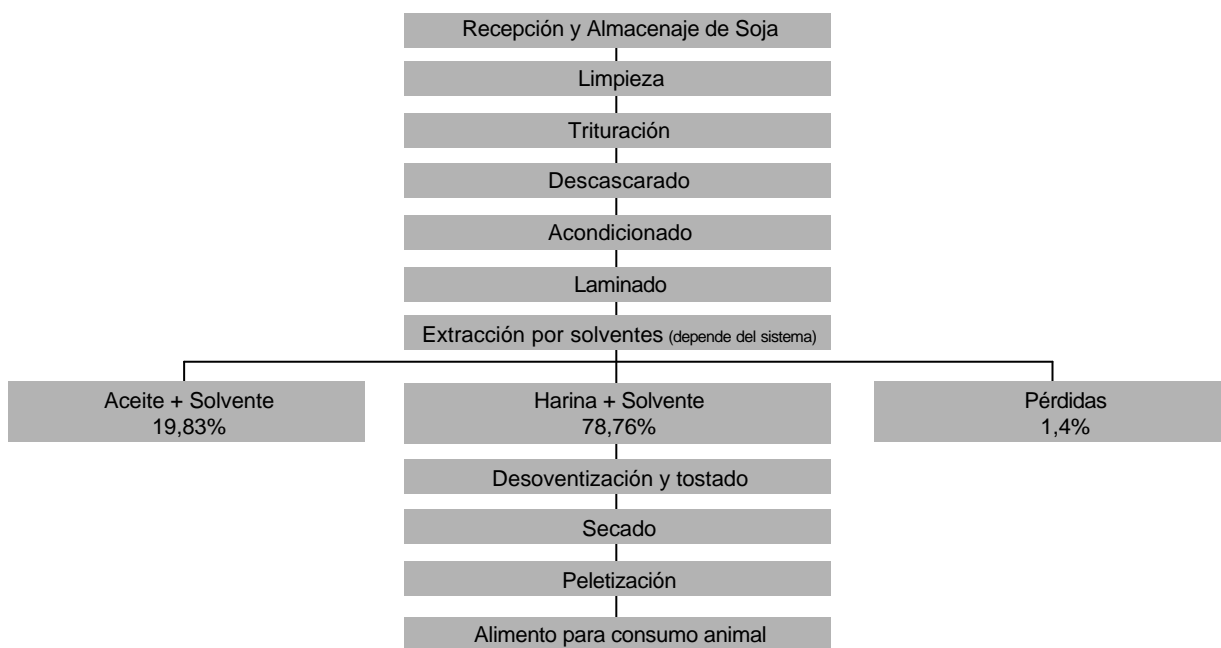 Recepción y Almacenaje de Soja
Limpieza
Trituración
Descascarado
Acondicionado
Laminado
Extracción por solventes (depende del sistema)
Aceite + Solvente
19,83%
Harina + Solvente
78,76%
Pérdidas
1,4%
Desoventización y tostado
Secado
Peletización
Alimento para consumo animal